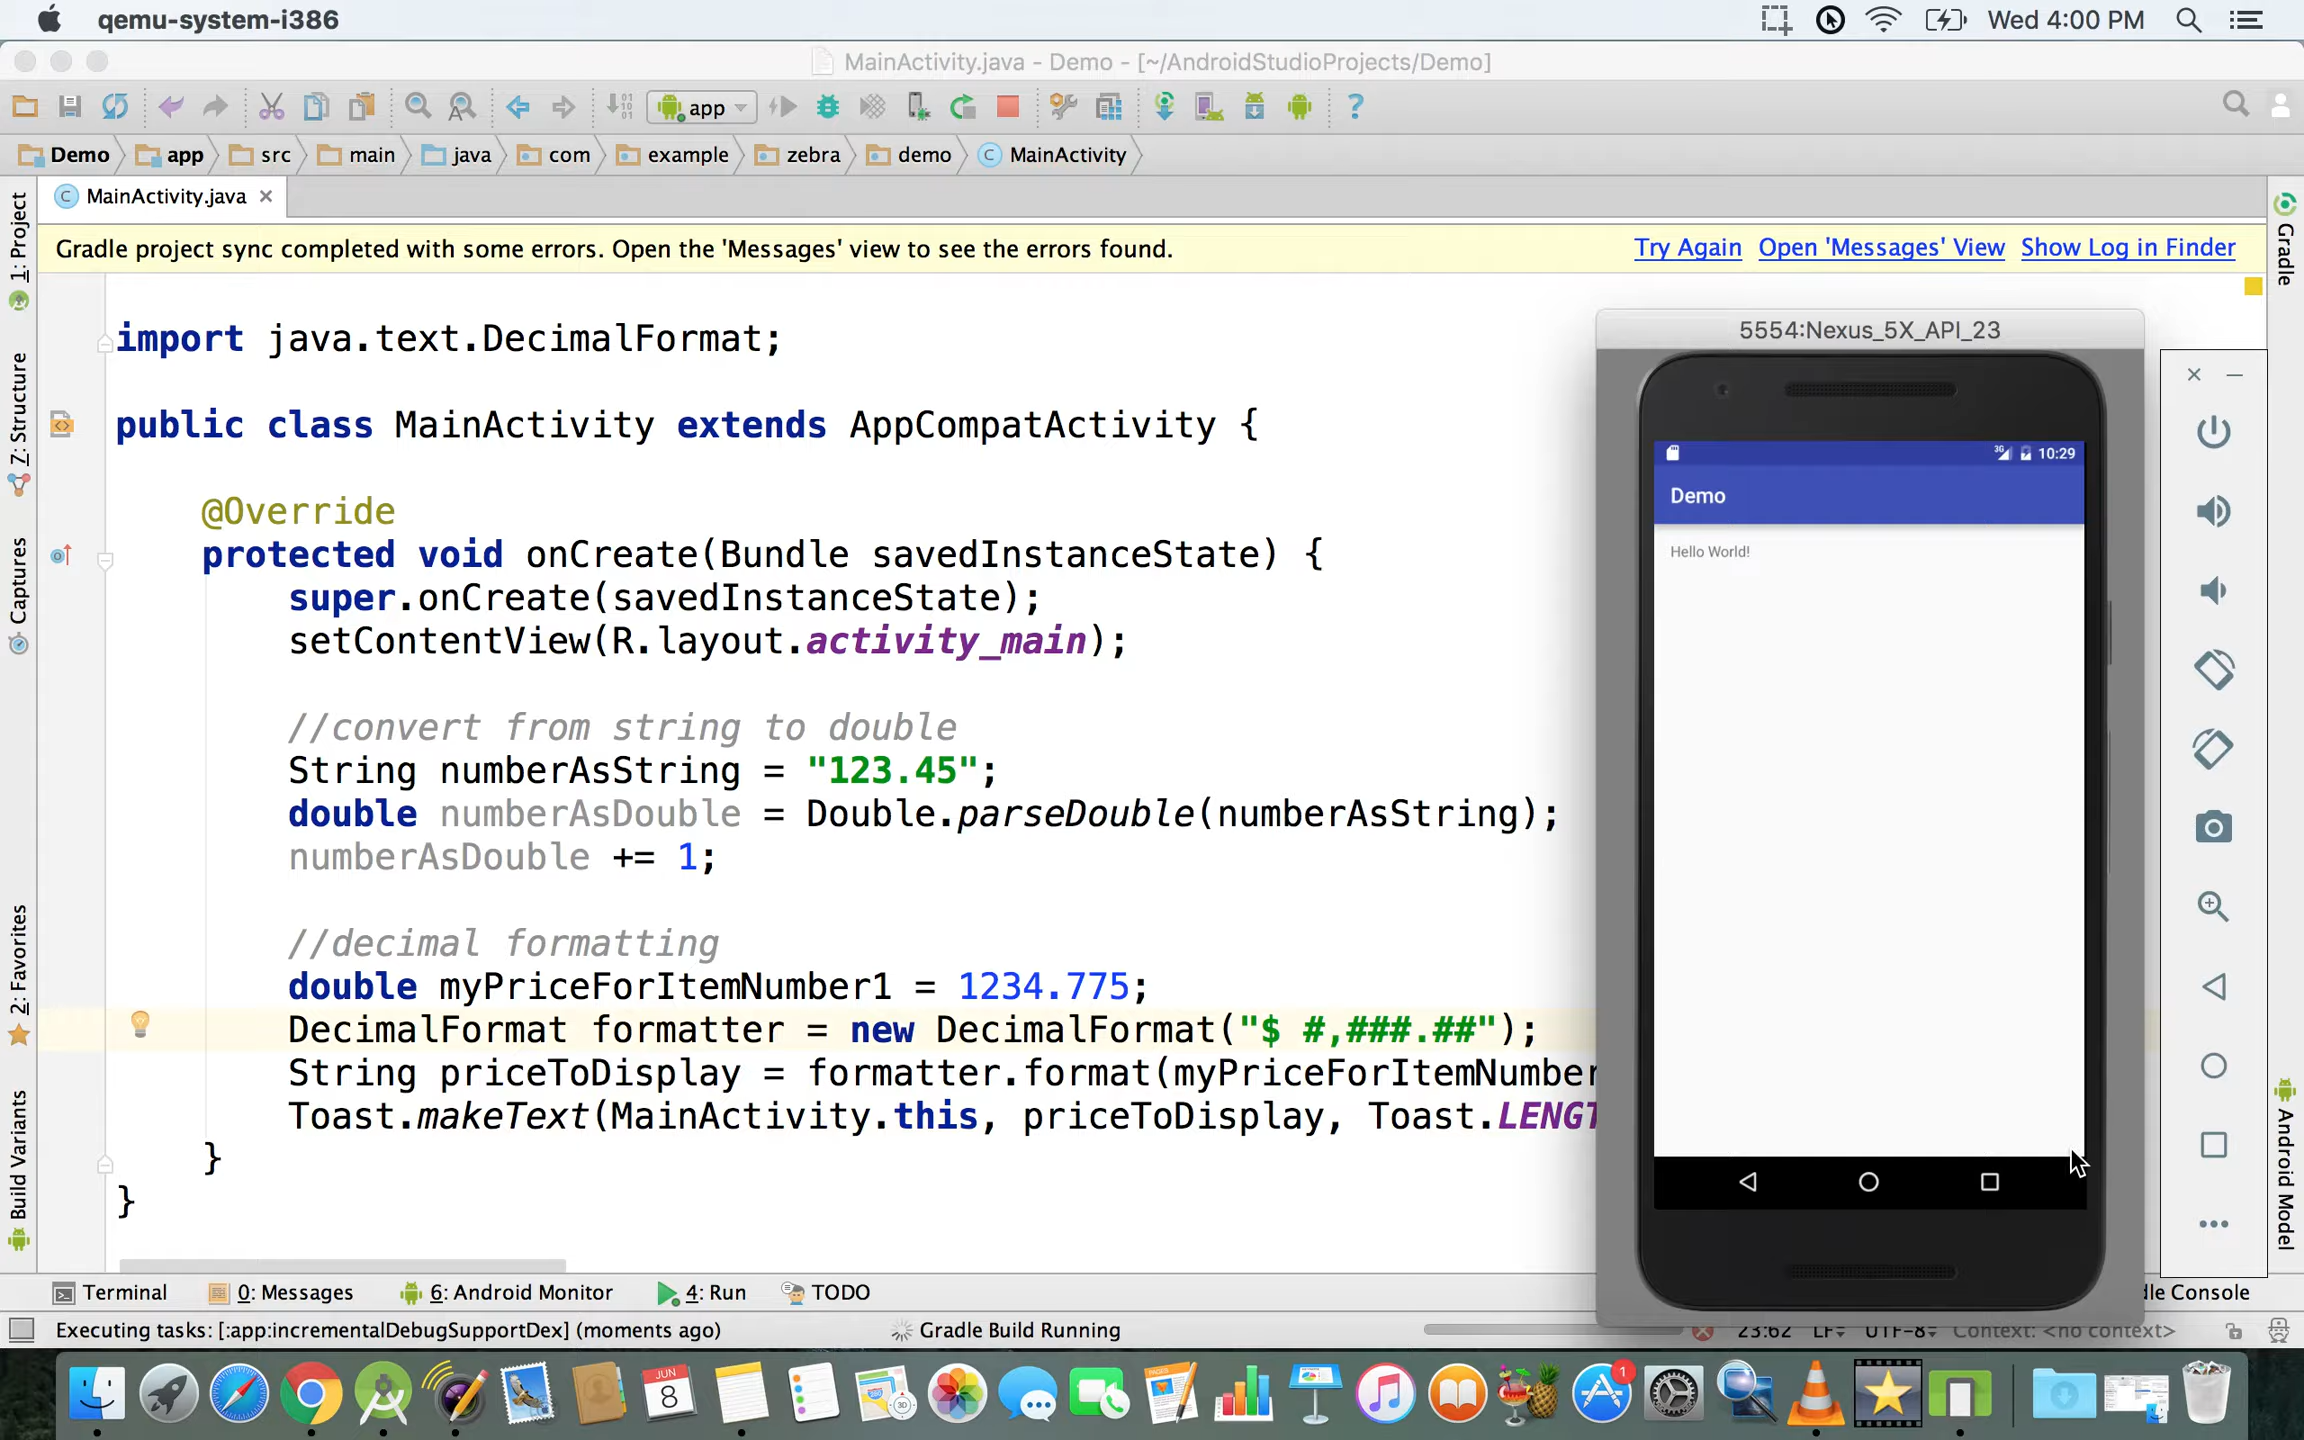 qemu-system-i386
Wed 4:00 PM
MainActivity.java - Demo - [~/AndroidStudioProjects/Demo]
app
Demo app src main java com example zebra demo MainActivity
MainActivity.java
Gradle project sync completed with some errors. Open the 'Messages' view to see the errors found.
Try Again Open 'Messages' View Show Log in Finder
1: Project
7: Structure
Captures
2: Favorites
Build Variants
Gradle
Android Model
import java.text.DecimalFormat;
public class MainActivity extends AppCompatActivity {
@Override
protected void onCreate(Bundle savedInstanceState) {
super.onCreate(savedInstanceState);
setContentView(R.layout.activity_main);
//convert from string to double
String numberAsString = "123.45";
double numberAsDouble = Double.parseDouble(numberAsString);
numberAsDouble += 1;
//decimal formatting
double myPriceForItemNumber1 = 1234.775;
DecimalFormat formatter = new DecimalFormat("$ #,###.##");
String priceToDisplay = formatter.format(myPriceForItemNumber
Toast.makeText(MainActivity.this, priceToDisplay, Toast.LENGT
}
}
5554:Nexus_5X_API_23
3G 10:29
Demo
Hello World!
Terminal 0: Messages 6: Android Monitor 4: Run TODO
dle Console
Executing tasks: [:app:incrementalDebugSupportDex] (moments ago)
Gradle Build Running
23:62 LF UTF-8 Context: <no context>
JUN
8
1